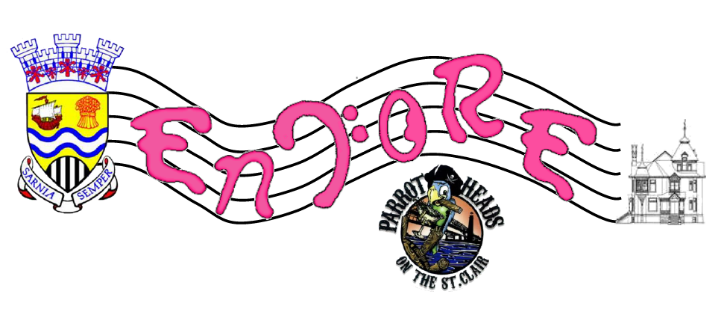 EnCORE
SARNIA SEMPER
PARROT HEADS
ON THE ST.CLAIR